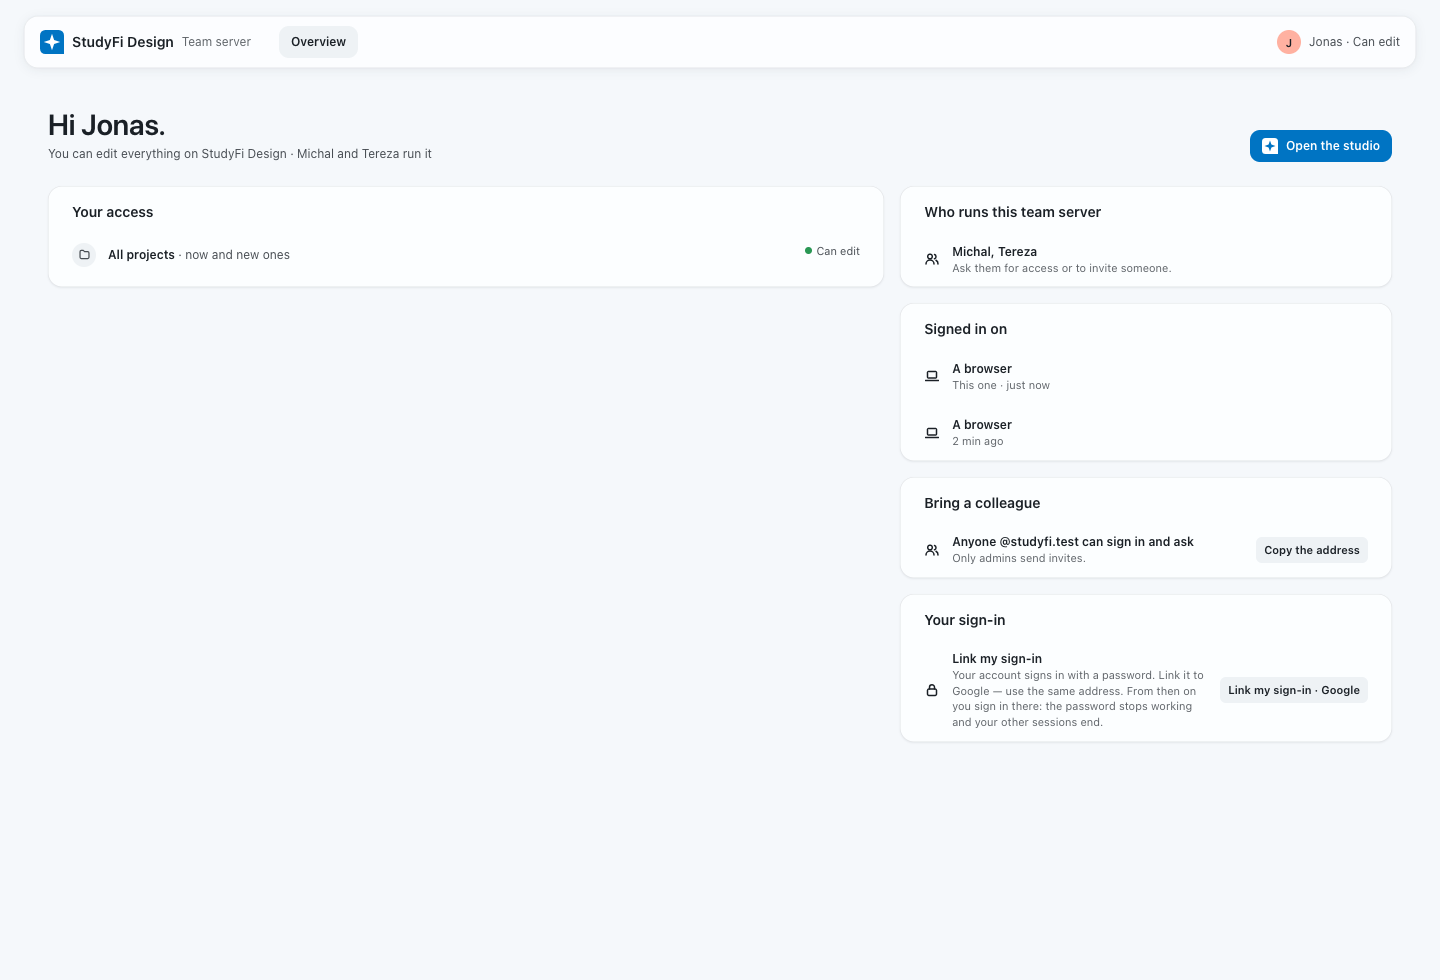 StudyFi Design Team server Overview J Jonas · Can edit
Hi Jonas.
You can edit everything on StudyFi Design · Michal and Tereza run it
Open the studio
Your access
All projects · now and new ones
Can edit
Who runs this team server
Michal, Tereza
Ask them for access or to invite someone.
Signed in on
A browser
This one · just now
A browser
2 min ago
Bring a colleague
Anyone @studyfi.test can sign in and ask
Only admins send invites.
Copy the address
Your sign-in
Link my sign-in
Your account signs in with a password. Link it to
Google — use the same address. From then on
you sign in there: the password stops working
and your other sessions end.
Link my sign-in · Google